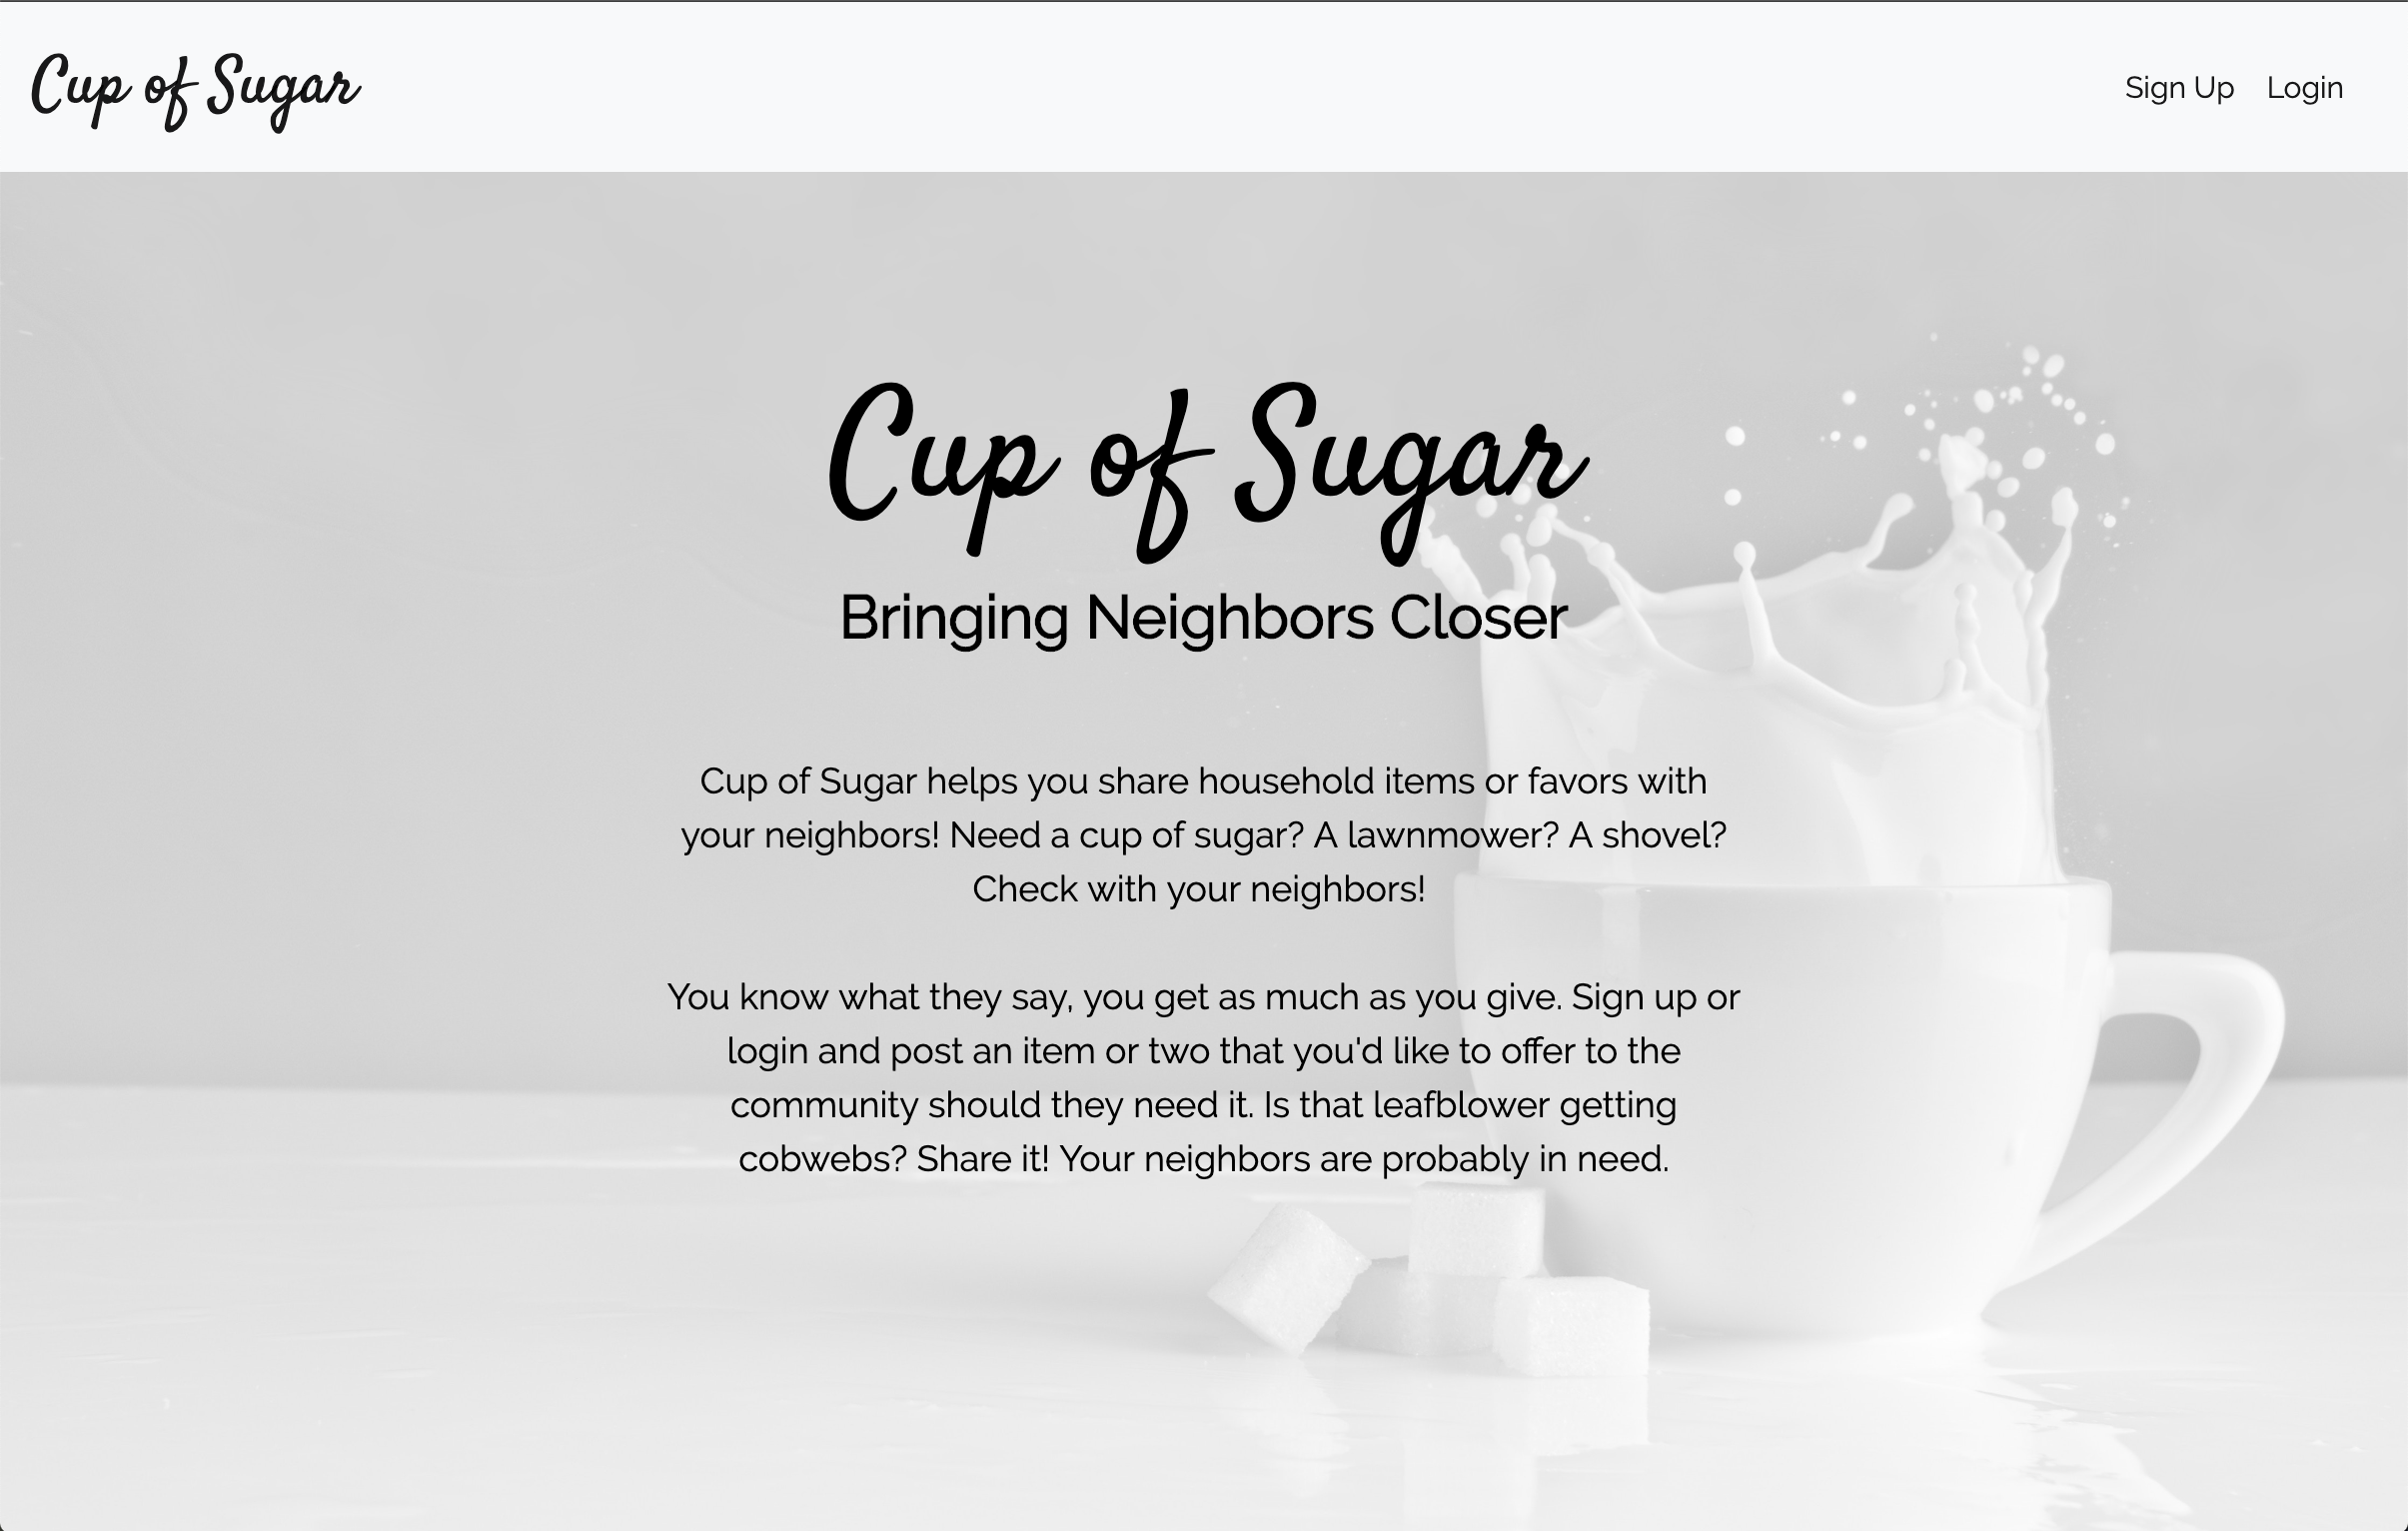 Cup of Sugar
Sign Up Login
Cup of Sugar
Bringing Neighbors Closer
Cup of Sugar helps you share household items or favors with
your neighbors! Need a cup of sugar? A lawnmower? A shovel?
Check with your neighbors!
You know what they say, you get as much as you give. Sign up or
login and post an item or two that you'd like to offer to the
community should they need it. Is that leafblower getting
cobwebs? Share it! Your neighbors are probably in need.